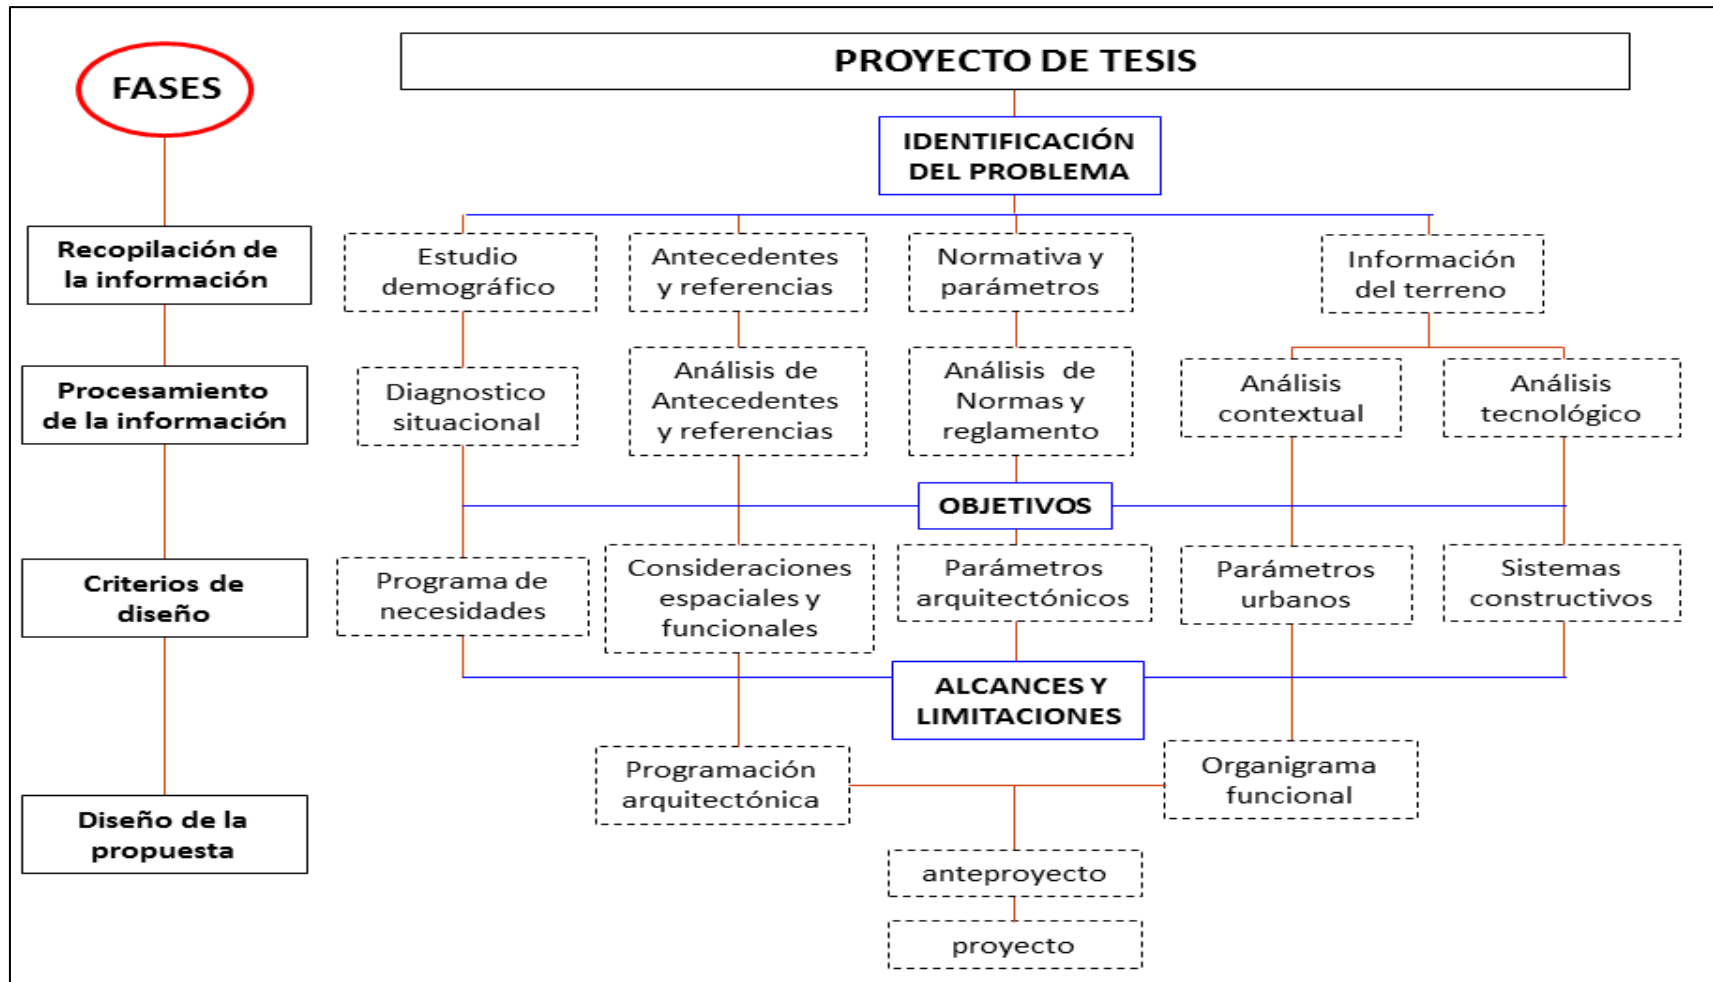 FASES
PROYECTO DE TESIS
IDENTIFICACIÓN
DEL PROBLEMA
Recopilación de
la información
Estudio
demográfico
Antecedentes
y referencias
Normativa y
parámetros
Información
del terreno
Procesamiento
de la información
Diagnostico
situacional
Análisis de
Antecedentes
y referencias
Análisis de
Normas y
reglamento
Análisis
contextual
Análisis
tecnológico
OBJETIVOS
Criterios de
diseño
Programa de
necesidades
Consideraciones
espaciales y
funcionales
Parámetros
arquitectónicos
Parámetros
urbanos
Sistemas
constructivos
ALCANCES Y
LIMITACIONES
Diseño de la
propuesta
Programación
arquitectónica
Organigrama
funcional
anteproyecto
proyecto